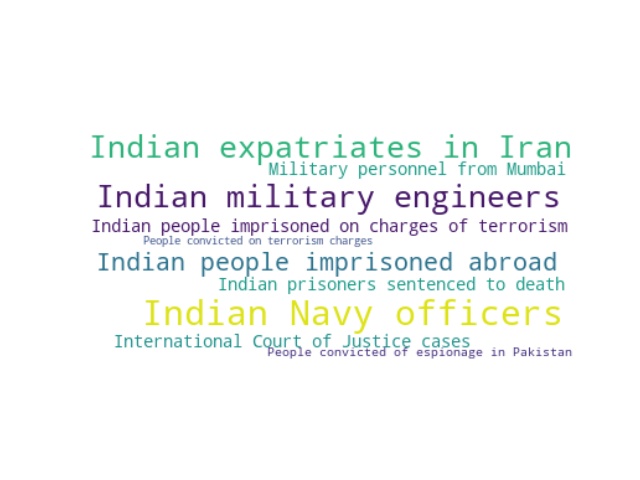 Indian expatriates in Iran
Military personnel from Mumbai
Indian military engineers
Indian people imprisoned on charges of terrorism
People convicted on terrorism charges
Indian people imprisoned abroad
Indian prisoners sentenced to death
Indian Navy officers
International Court of Justice cases
People convicted of espionage in Pakistan